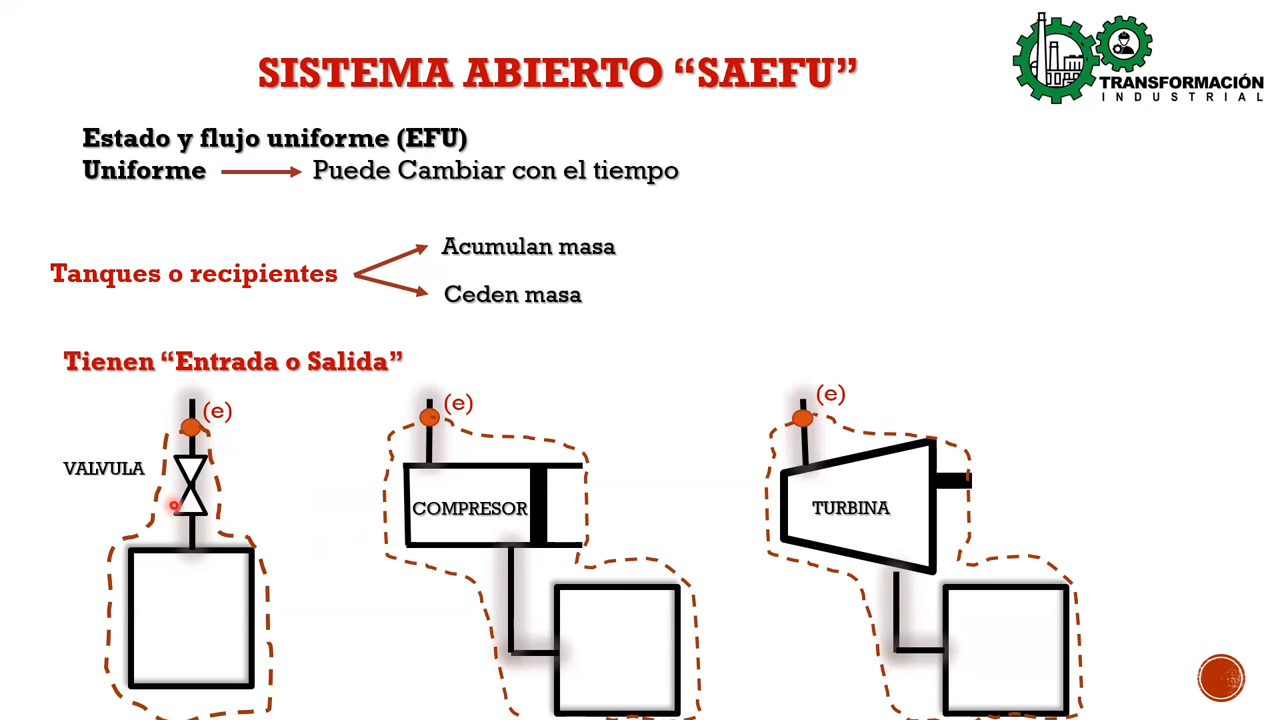 SISTEMA ABIERTO “SAEFU”
TRANSFORMACIÓN
INDUSTRIAL
Estado y flujo uniforme (EFU)
Uniforme Puede Cambiar con el tiempo
Acumulan masa
Tanques o recipientes
Ceden masa
Tienen “Entrada o Salida”
(e)
(e)
(e)
VALVULA
COMPRESOR
TURBINA